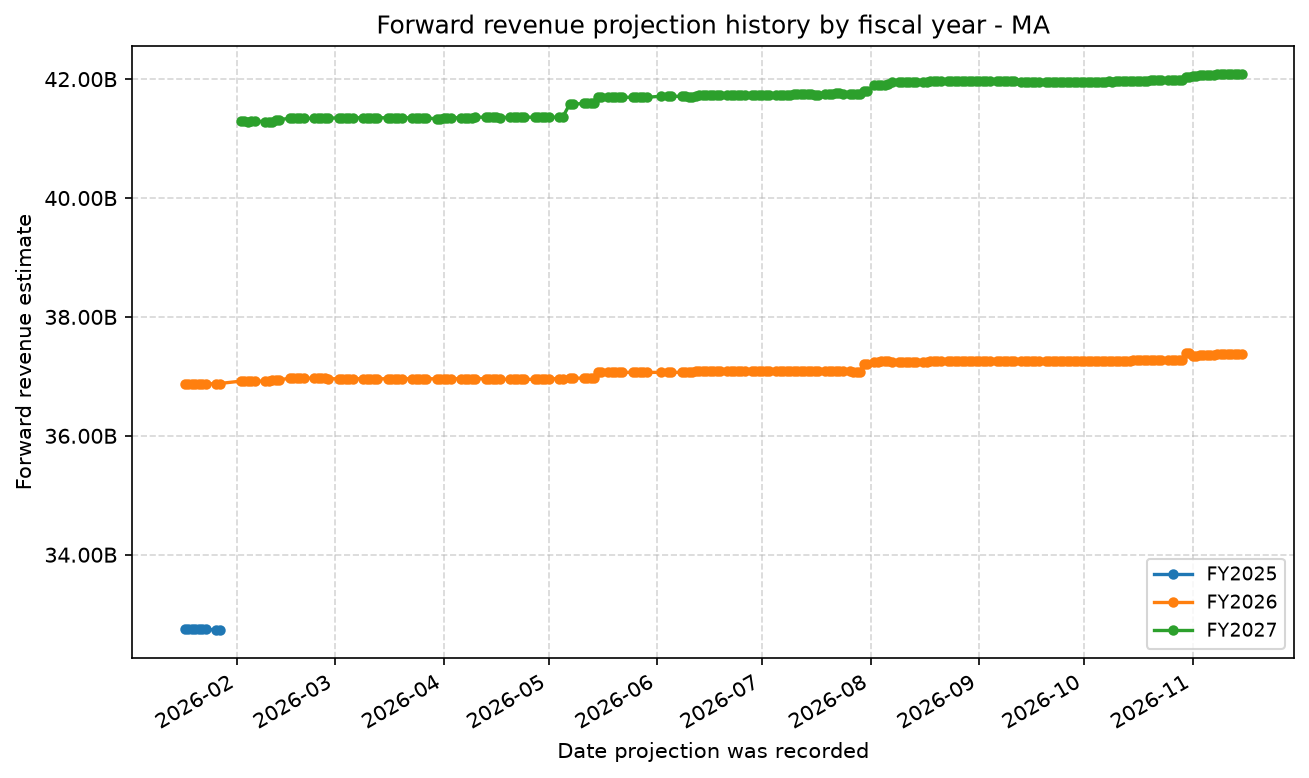 Forward revenue projection history by fiscal year - MA
Forward revenue estimate
42.00B
40.00B
38.00B
36.00B
34.00B
FY2025
FY2026
FY2027
2026-02
2026-03
2026-04
2026-05
2026-06
2026-07
2026-08
2026-09
2026-10
2026-11
Date projection was recorded